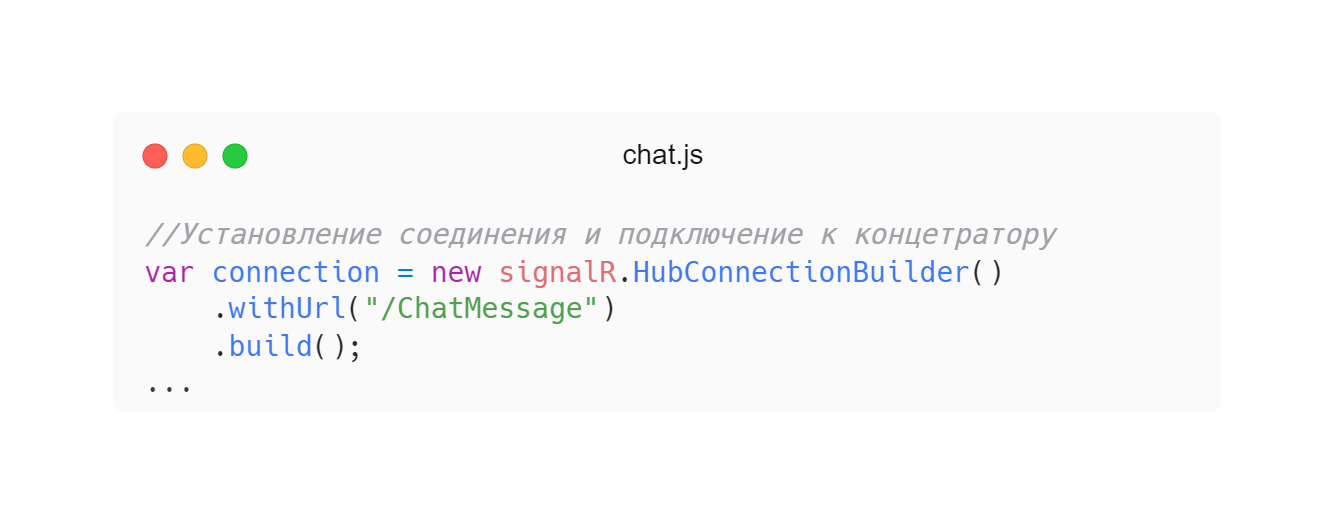 chat.js
//Установление соединения и подключение к концетратору
var connection = new signalR.HubConnectionBuilder()
    .withUrl("/ChatMessage")
    .build();
...